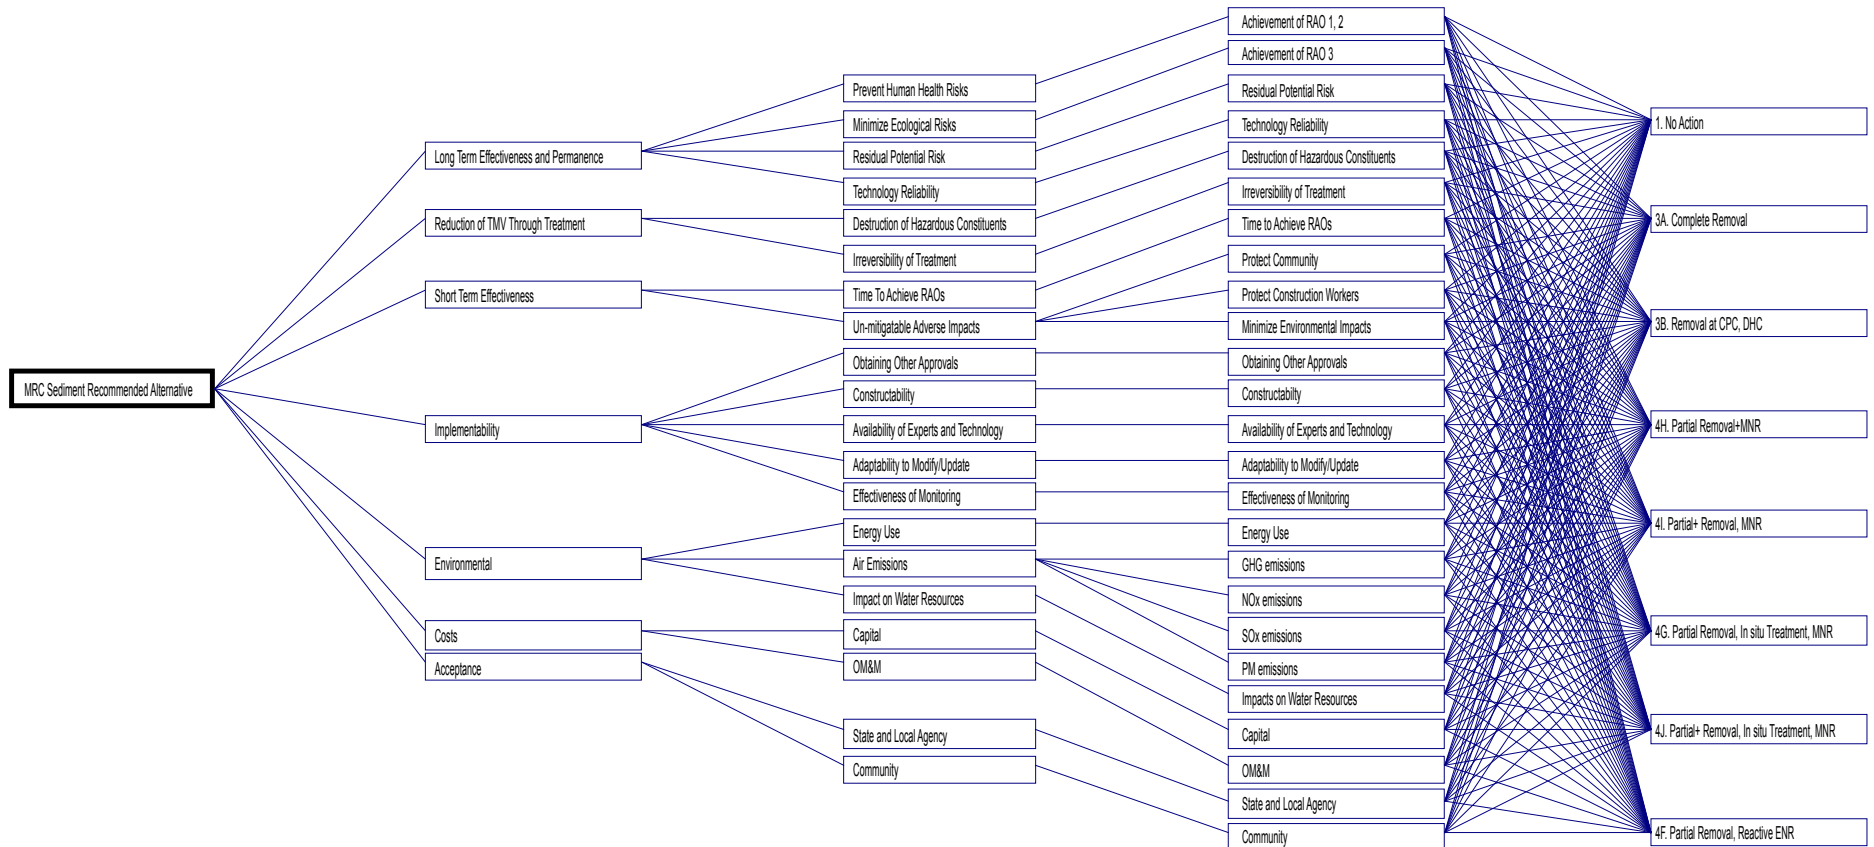 MRC Sediment Recommended Alternative
Long Term Effectiveness and Permanence
Reduction of TMV Through Treatment
Short Term Effectiveness
Implementability
Environmental
Costs
Acceptance
Prevent Human Health Risks
Minimize Ecological Risks
Residual Potential Risk
Technology Reliability
Destruction of Hazardous Constituents
Irreversibility of Treatment
Time To Achieve RAOs
Un-mitigatable Adverse Impacts
Obtaining Other Approvals
Constructability
Availability of Experts and Technology
Adaptability to Modify/Update
Effectiveness of Monitoring
Energy Use
Air Emissions
Impact on Water Resources
Capital
OM&M
State and Local Agency
Community
Achievement of RAO 1, 2
Achievement of RAO 3
Residual Potential Risk
Technology Reliability
Destruction of Hazardous Constituents
Irreversibility of Treatment
Time to Achieve RAOs
Protect Community
Protect Construction Workers
Minimize Environmental Impacts
Obtaining Other Approvals
Constructabilty
Availability of Experts and Technology
Adaptability to Modify/Update
Effectiveness of Monitoring
Energy Use
GHG emissions
NOx emissions
SOx emissions
PM emissions
Impacts on Water Resources
Capital
OM&M
State and Local Agency
Community
1. No Action
3A. Complete Removal
3B. Removal at CPC, DHC
4H. Partial Removal+MNR
4I. Partial+ Removal, MNR
4G. Partial Removal, In situ Treatment, MNR
4J. Partial+ Removal, In situ Treatment, MNR
4F. Partial Removal, Reactive ENR